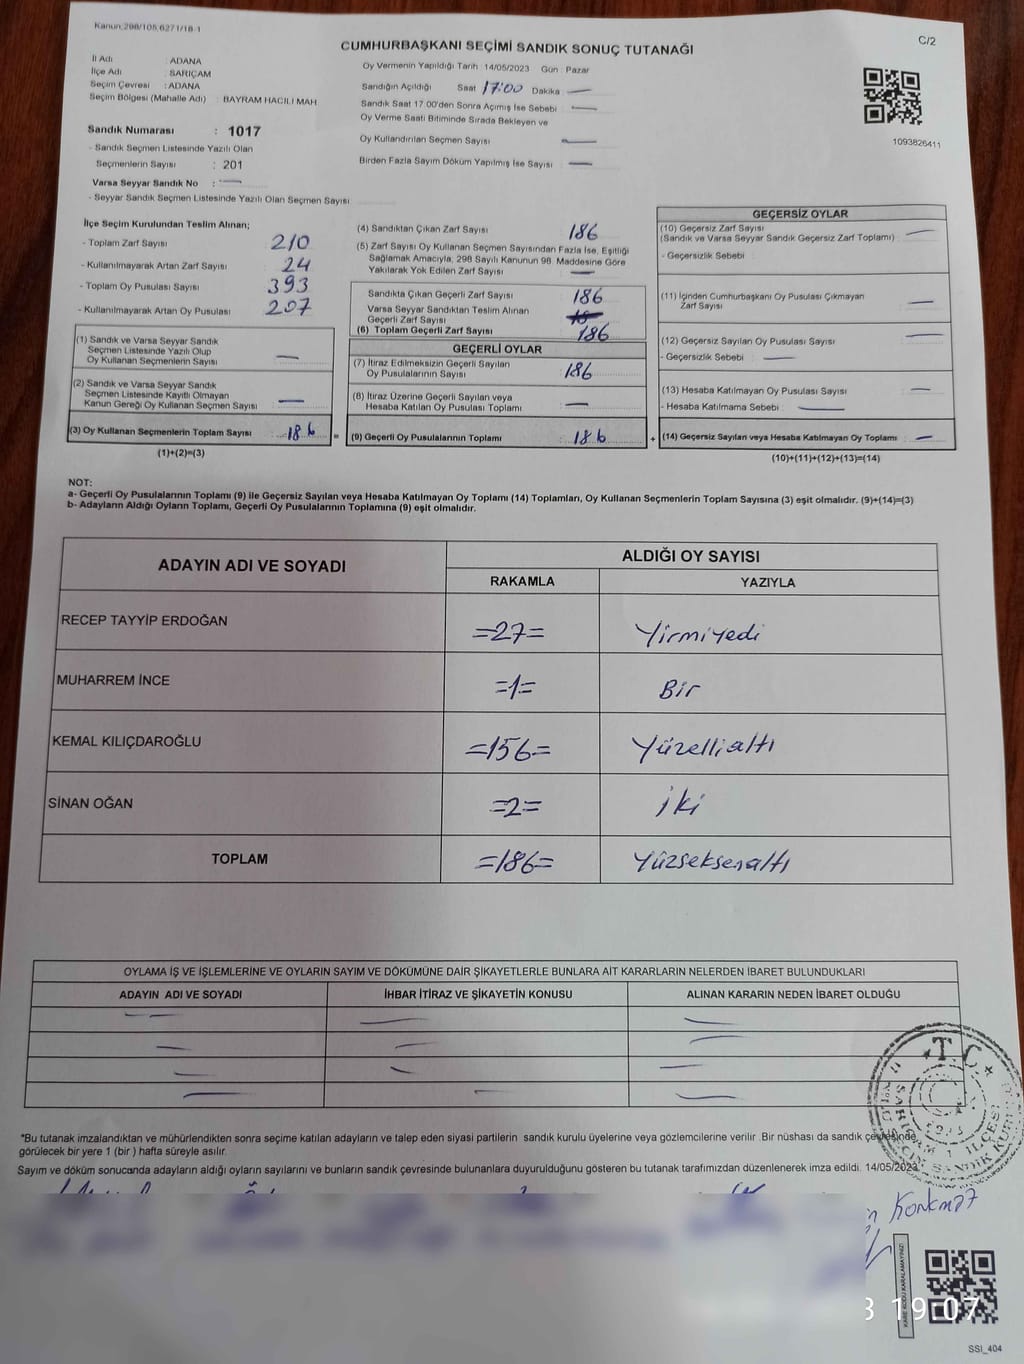 Kanun:298/105,6271/18-1
C/2
CUMHURBAŞKANI SEÇİMİ SANDIK SONUÇ TUTANAĞI
İl Adı : ADANA
İlçe Adı : SARIÇAM
Seçim Çevresi : ADANA
Seçim Bölgesi (Mahalle Adı) : BAYRAM HACILI MAH
Sandık Numarası : 1017
- Sandık Seçmen Listesinde Yazılı Olan
Seçmenlerin Sayısı : 201
Varsa Seyyar Sandık No : —
- Seyyar Sandık Seçmen Listesinde Yazılı Olan Seçmen Sayısı
Oy Vermenin Yapıldığı Tarih 14/05/2023 Gün : Pazar
Sandığın Açıldığı Saat 17:00 Dakika —
Sandık Saat 17.00'den Sonra Açımış İse Sebebi —
Oy Verme Saati Bitiminde Sırada Bekleyen ve
Oy Kullandırılan Seçmen Sayısı —
Birden Fazla Sayım Döküm Yapılmış İse Sayısı —
1093826411
İlçe Seçim Kurulundan Teslim Alınan;
- Toplam Zarf Sayısı 210
- Kullanılmayarak Artan Zarf Sayısı 24
- Toplam Oy Pusulası Sayısı 393
- Kullanılmayarak Artan Oy Pusulası 207
(1) Sandık ve Varsa Seyyar Sandık
Seçmen Listesinde Yazılı Olup
Oy Kullanan Seçmenlerin Sayısı —
(2) Sandık ve Varsa Seyyar Sandık
Seçmen Listesinde Kayıtlı Olmayan
Kanun Gereği Oy Kullanan Seçmen Sayısı —
(3) Oy Kullanan Seçmenlerin Toplam Sayısı 186
(1)+(2)=(3)
(4) Sandıktan Çıkan Zarf Sayısı 186
(5) Zarf Sayısı Oy Kullanan Seçmen Sayısından Fazla İse, Eşitliği
Sağlamak Amacıyla, 298 Sayılı Kanunun 98. Maddesine Göre
Yakılarak Yok Edilen Zarf Sayısı —
Sandıkta Çıkan Geçerli Zarf Sayısı 186
Varsa Seyyar Sandıktan Teslim Alınan
Geçerli Zarf Sayısı
(6) Toplam Geçerli Zarf Sayısı 186
GEÇERLİ OYLAR
(7) İtiraz Edilmeksizin Geçerli Sayılan
Oy Pusulalarının Sayısı 186
(8) İtiraz Üzerine Geçerli Sayılan veya
Hesaba Katılan Oy Pusulası Toplamı —
= (9) Geçerli Oy Pusulalarının Toplamı 186
GEÇERSİZ OYLAR
(10) Geçersiz Zarf Sayısı
(Sandık ve Varsa Seyyar Sandık Geçersiz Zarf Toplamı) —
- Geçersizlik Sebebi
(11) İçinden Cumhurbaşkanı Oy Pusulası Çıkmayan
Zarf Sayısı —
(12) Geçersiz Sayılan Oy Pusulası Sayısı —
- Geçersizlik Sebebi —
(13) Hesaba Katılmayan Oy Pusulası Sayısı —
- Hesaba Katılmama Sebebi —
+ (14) Geçersiz Sayılan veya Hesaba Katılmayan Oy Toplamı —
(10)+(11)+(12)+(13)=(14)
NOT:
a- Geçerli Oy Pusulalarının Toplamı (9) ile Geçersiz Sayılan veya Hesaba Katılmayan Oy Toplamı (14) Toplamları, Oy Kullanan Seçmenlerin Toplam Sayısına (3) eşit olmalıdır. (9)+(14)=(3)
b- Adayların Aldığı Oyların Toplamı, Geçerli Oy Pusulalarının Toplamına (9) eşit olmalıdır.
ADAYIN ADI VE SOYADI ALDIĞI OY SAYISI
RAKAMLA YAZIYLA
RECEP TAYYİP ERDOĞAN =27= Yirmiyedi
MUHARREM İNCE =1= Bir
KEMAL KILIÇDAROĞLU =156= Yüzellialtı
SİNAN OĞAN =2= İki
TOPLAM =186= Yüzseksenaltı
OYLAMA İŞ VE İŞLEMLERİNE VE OYLARIN SAYIM VE DÖKÜMÜNE DAİR ŞİKAYETLERLE BUNLARA AİT KARARLARIN NELERDEN İBARET BULUNDUKLARI
ADAYIN ADI VE SOYADI İHBAR İTİRAZ VE ŞİKAYETİN KONUSU ALINAN KARARIN NEDEN İBARET OLDUĞU
*Bu tutanak imzalandıktan ve mühürlendikten sonra seçime katılan adayların ve talep eden siyasi partilerin sandık kurulu üyelerine veya gözlemcilerine verilir. Bir nüshası da sandık çevresinde
görülecek bir yere 1 (bir) hafta süreyle asılır.
Sayım ve döküm sonucunda adayların aldığı oyların sayılarını ve bunların sandık çevresinde bulunanlara duyurulduğunu gösteren bu tutanak tarafımızdan düzenlenerek imza edildi. 14/05/2023
T.C.
Korkmaz
KARE KODU KARALAMAYINIZ!
19:07
SSI_404